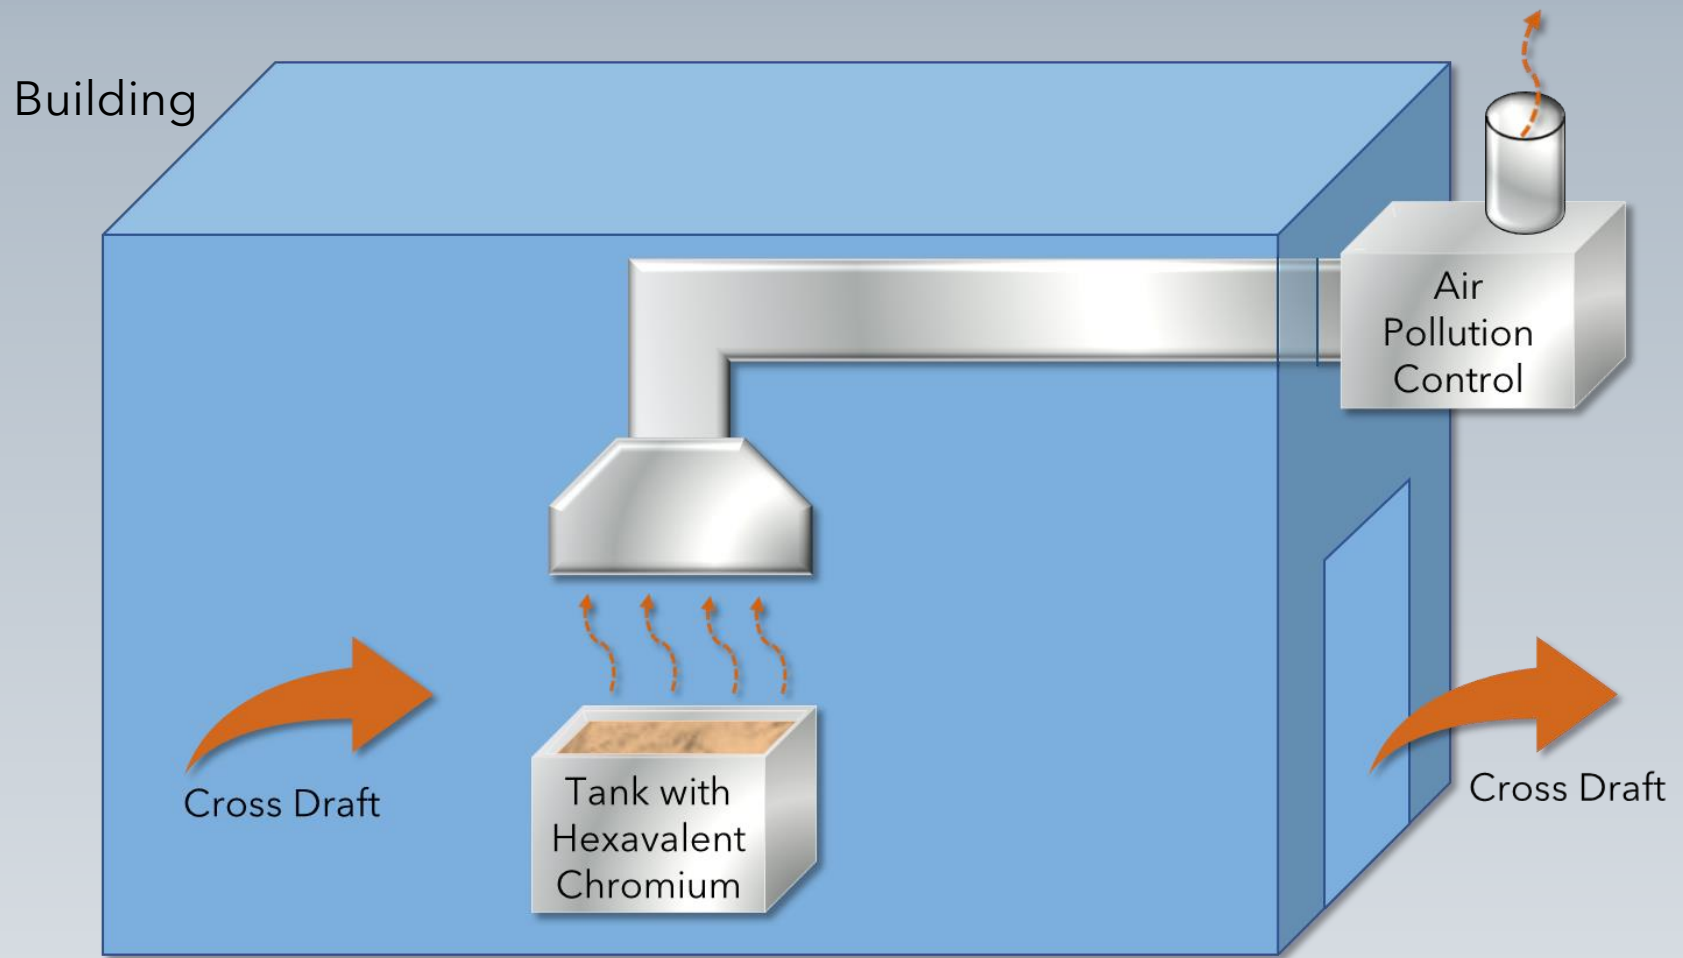 Building
Air
Pollution
Control
Cross Draft
Tank with
Hexavalent
Chromium
Cross Draft